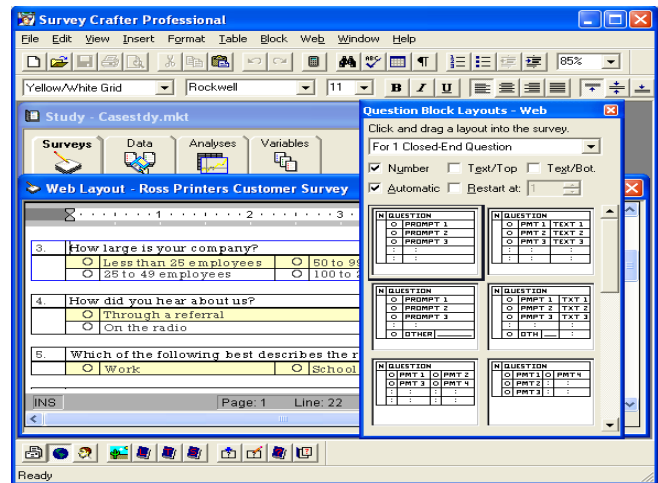 Survey Crafter Professional
File Edit View Insert Format Table Block Web Window Help
85%
Yellow/White Grid Rockwell 11 B I U
Study - Casestdy.mkt
Surveys Data Analyses Variables
Web Layout - Ross Printers Customer Survey
1 2 3
3. How large is your company?
Less than 25 employees 50 to 99
25 to 49 employees 100 to 2
4. How did you hear about us?
Through a referral
On the radio
5. Which of the following best describes the r
Work School
INS Page: 1 Line: 22
Question Block Layouts - Web
Click and drag a layout into the survey.
For 1 Closed-End Question
Number Text/Top Text/Bot.
Automatic Restart at: 1
N QUESTION
PROMPT 1
PROMPT 2
PROMPT 3
N QUESTION
PMT 1 TEXT 1
PMT 2 TEXT 2
PMT 3 TEXT 3
N QUESTION
PROMPT 1
PROMPT 2
PROMPT 3
OTHER
N QUESTION
PMPT 1 TXT 1
PMPT 2 TXT 2
PMPT 3 TXT 3
OTH
N QUESTION
PMT 1 PMT 2
PMT 3 PMT 4
N QUESTION
PMT 1 PMT 4
PMT 2
PMT 3
Ready